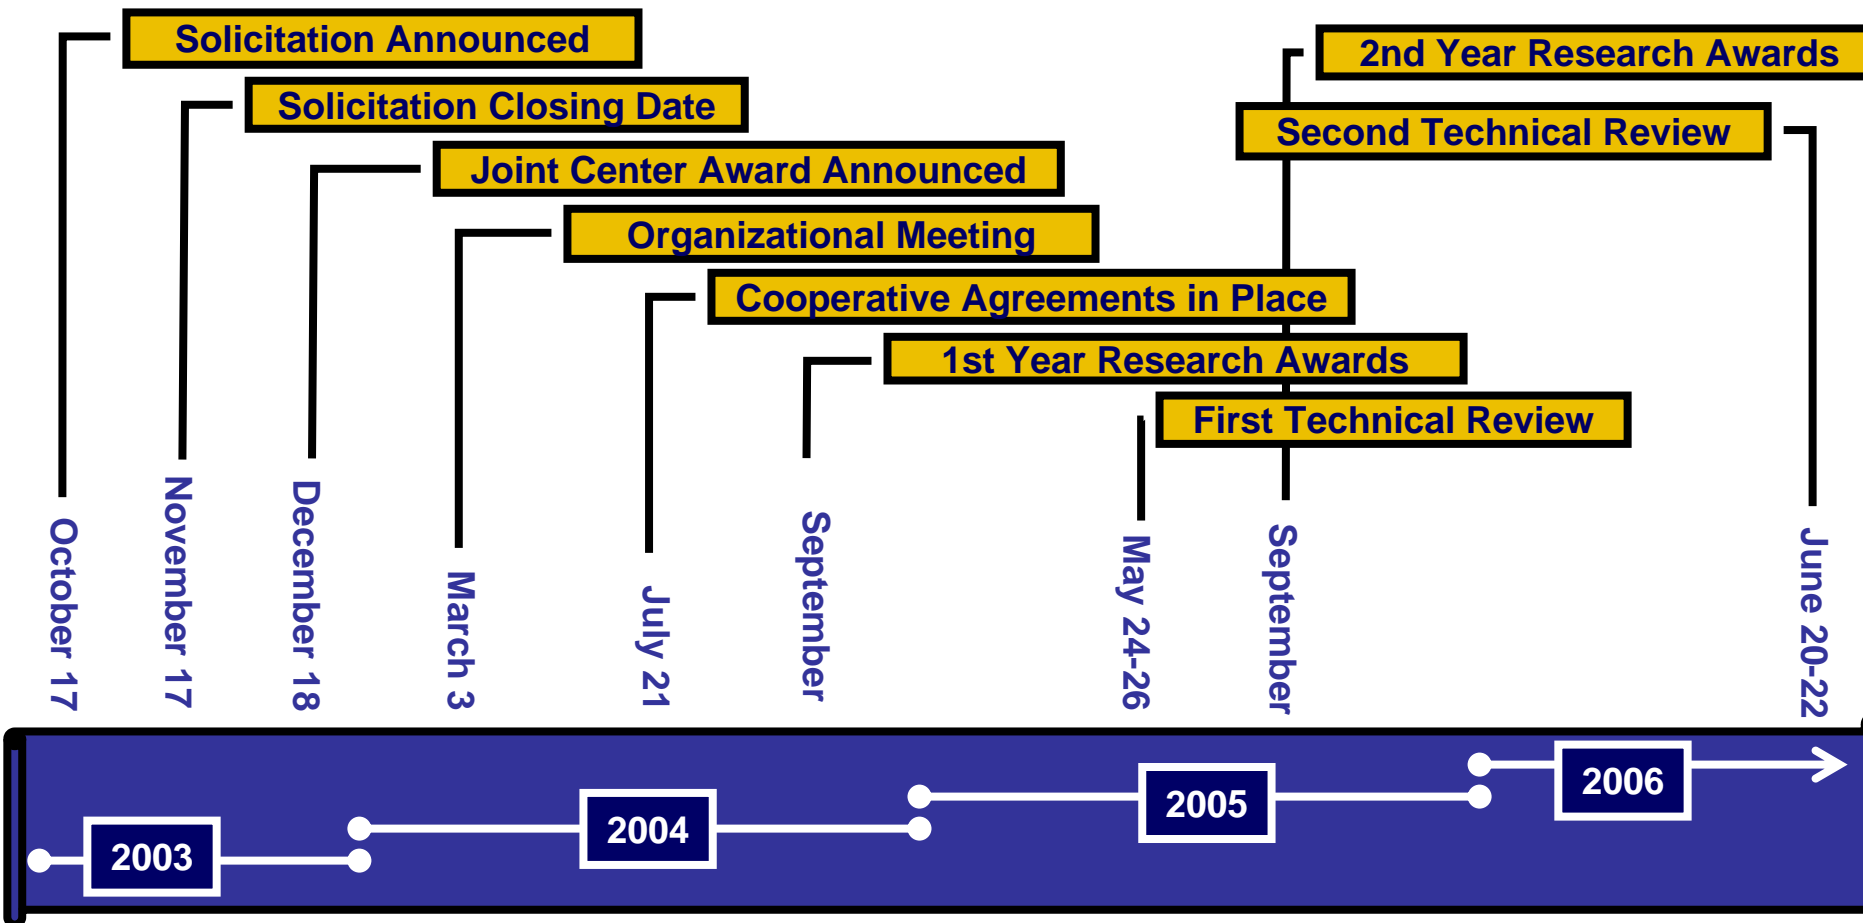 Solicitation Announced
2nd Year Research Awards
Solicitation Closing Date
Second Technical Review
Joint Center Award Announced
Organizational Meeting
Cooperative Agreements in Place
1st Year Research Awards
First Technical Review
October 17
November 17
December 18
March 3
July 21
September
May 24-26
September
June 20-22
2003
2004
2005
2006